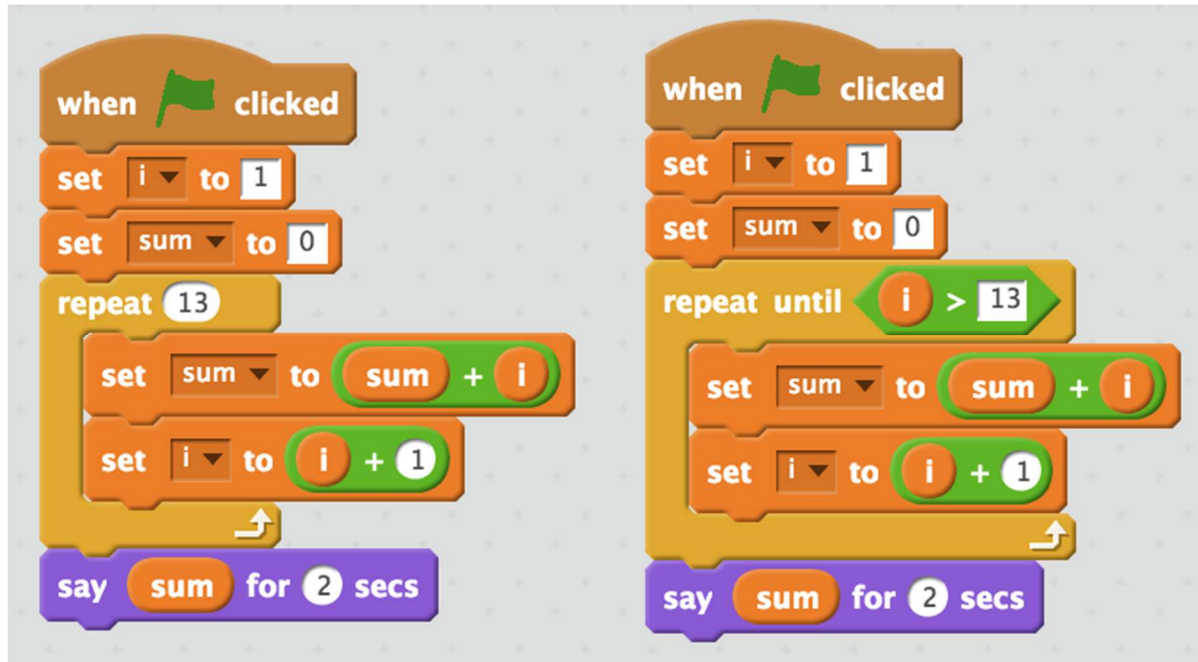 when clicked
set i to 1
set sum to 0
repeat 13
set sum to sum + i
set i to i + 1
say sum for 2 secs
when clicked
set i to 1
set sum to 0
repeat until i > 13
set sum to sum + i
set i to i + 1
say sum for 2 secs